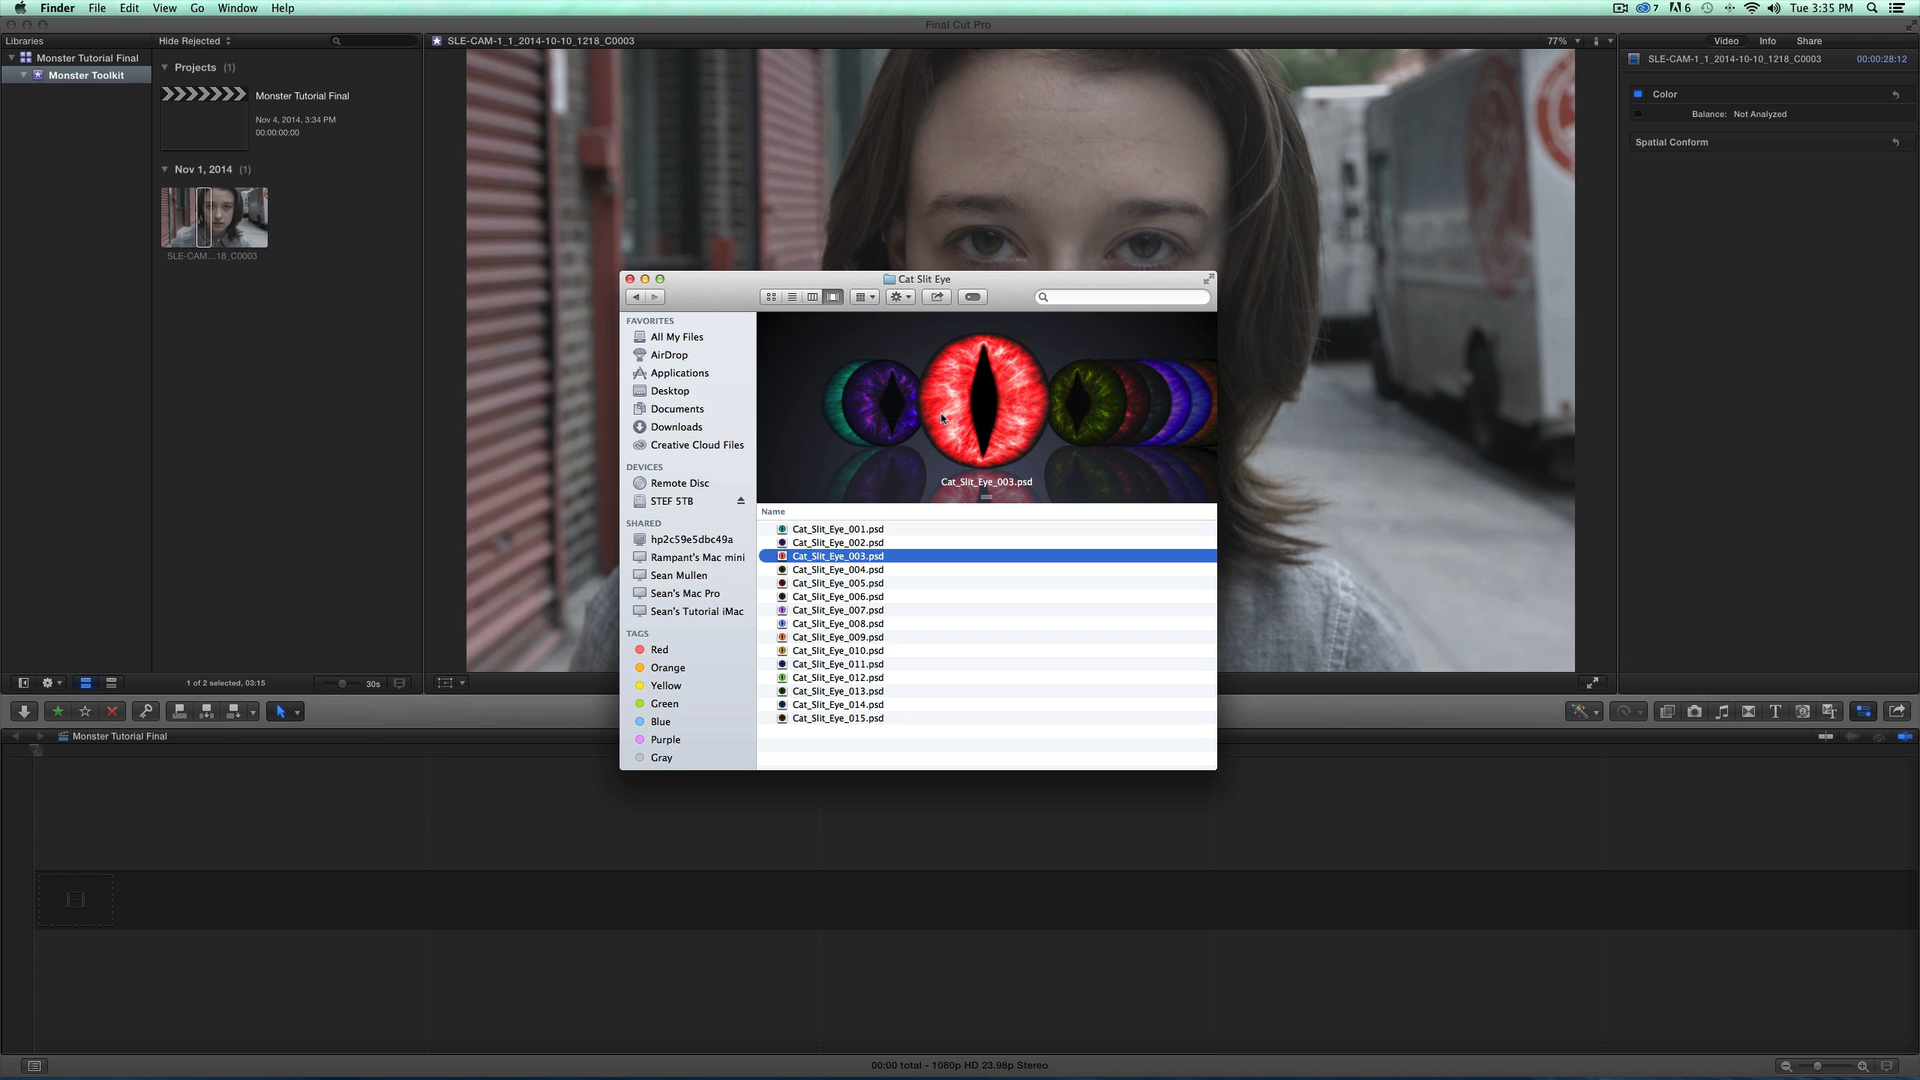 Finder File Edit View Go Window Help
7 6 Tue 3:35 PM
Final Cut Pro
Libraries Hide Rejected
SLE-CAM-1_1_2014-10-10_1218_C0003 77%
Video Info Share
Monster Tutorial Final
Monster Toolkit
Projects (1)
Monster Tutorial Final
Nov 4, 2014, 3:34 PM
00:00:00:00
Nov 1, 2014 (1)
SLE-CAM...18_C0003
SLE-CAM-1_1_2014-10-10_1218_C0003 00:00:28:12
Color
Balance: Not Analyzed
Spatial Conform
Cat Slit Eye
FAVORITES
All My Files
AirDrop
Applications
Desktop
Documents
Downloads
Creative Cloud Files
DEVICES
Remote Disc
STEF 5TB
SHARED
hp2c59e5dbc49a
Rampant's Mac mini
Sean Mullen
Sean's Mac Pro
Sean's Tutorial iMac
TAGS
Red
Orange
Yellow
Green
Blue
Purple
Gray
Cat_Slit_Eye_003.psd
Name
Cat_Slit_Eye_001.psd
Cat_Slit_Eye_002.psd
Cat_Slit_Eye_003.psd
Cat_Slit_Eye_004.psd
Cat_Slit_Eye_005.psd
Cat_Slit_Eye_006.psd
Cat_Slit_Eye_007.psd
Cat_Slit_Eye_008.psd
Cat_Slit_Eye_009.psd
Cat_Slit_Eye_010.psd
Cat_Slit_Eye_011.psd
Cat_Slit_Eye_012.psd
Cat_Slit_Eye_013.psd
Cat_Slit_Eye_014.psd
Cat_Slit_Eye_015.psd
1 of 2 selected, 03:15 30s
Monster Tutorial Final
00:00 total - 1080p HD 23.98p Stereo